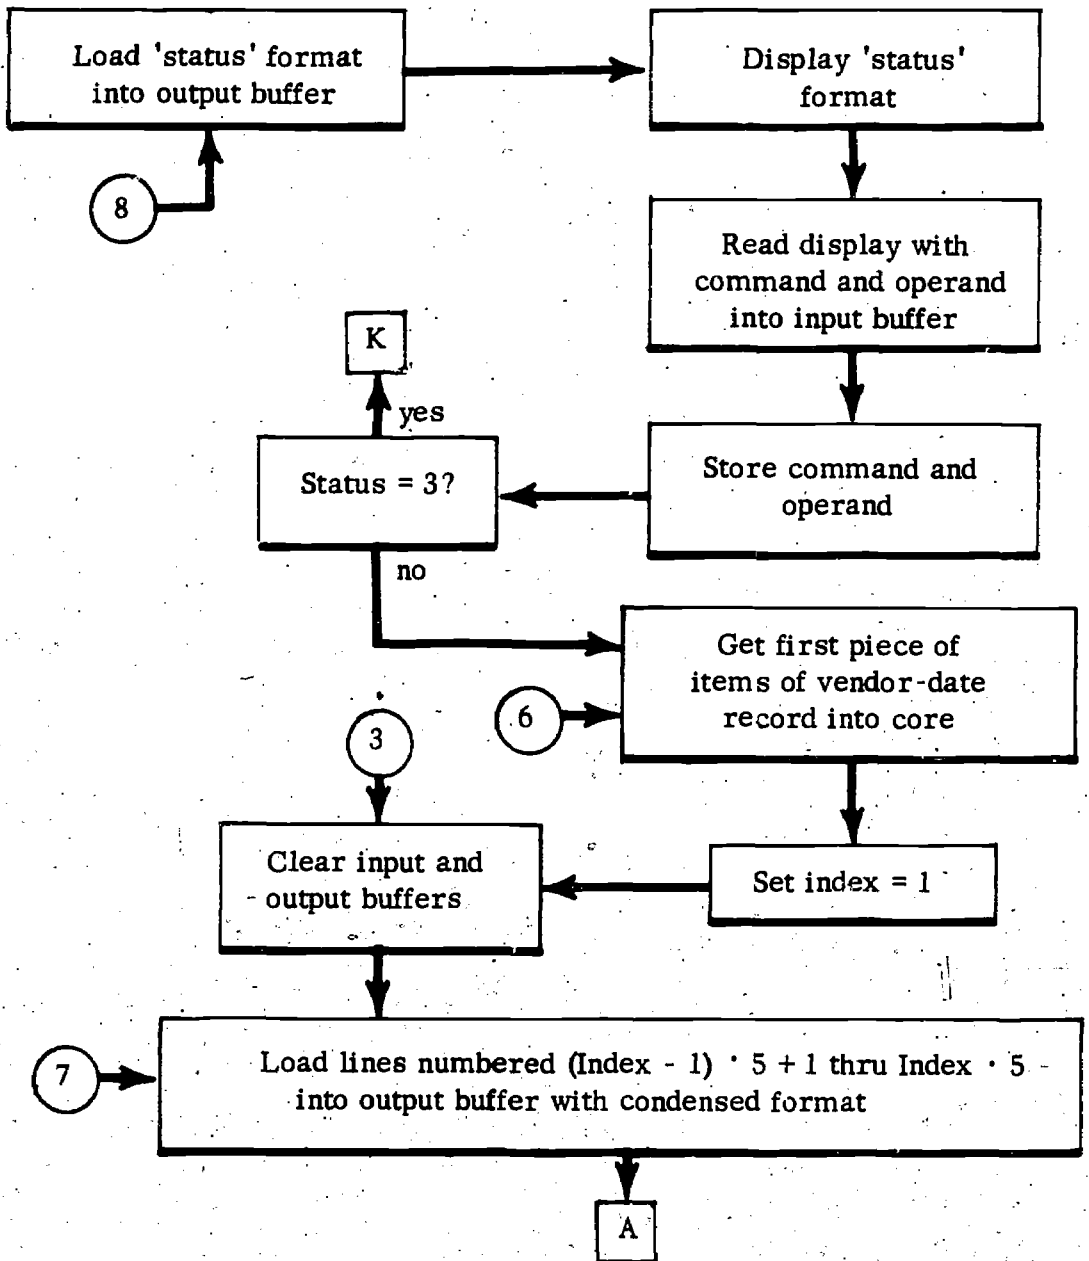 Load 'status' format
into output buffer
Display 'status'
format
8
Read display with
command and operand
into input buffer
K
yes
Status = 3?
Store command and
operand
no
Get first piece of
items of vendor-date
record into core
6
3
Clear input and
output buffers
Set index = 1
7
Load lines numbered (Index - 1) · 5 + 1 thru Index · 5
into output buffer with condensed format
A